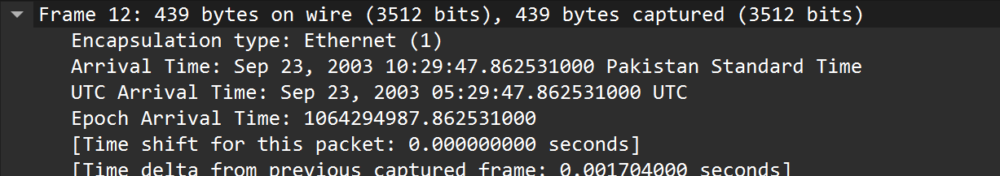 Frame 12: 439 bytes on wire (3512 bits), 439 bytes captured (3512 bits)
Encapsulation type: Ethernet (1)
Arrival Time: Sep 23, 2003 10:29:47.862531000 Pakistan Standard Time
UTC Arrival Time: Sep 23, 2003 05:29:47.862531000 UTC
Epoch Arrival Time: 1064294987.862531000
[Time shift for this packet: 0.000000000 seconds]
[Time delta from previous captured frame: 0.001704000 seconds]